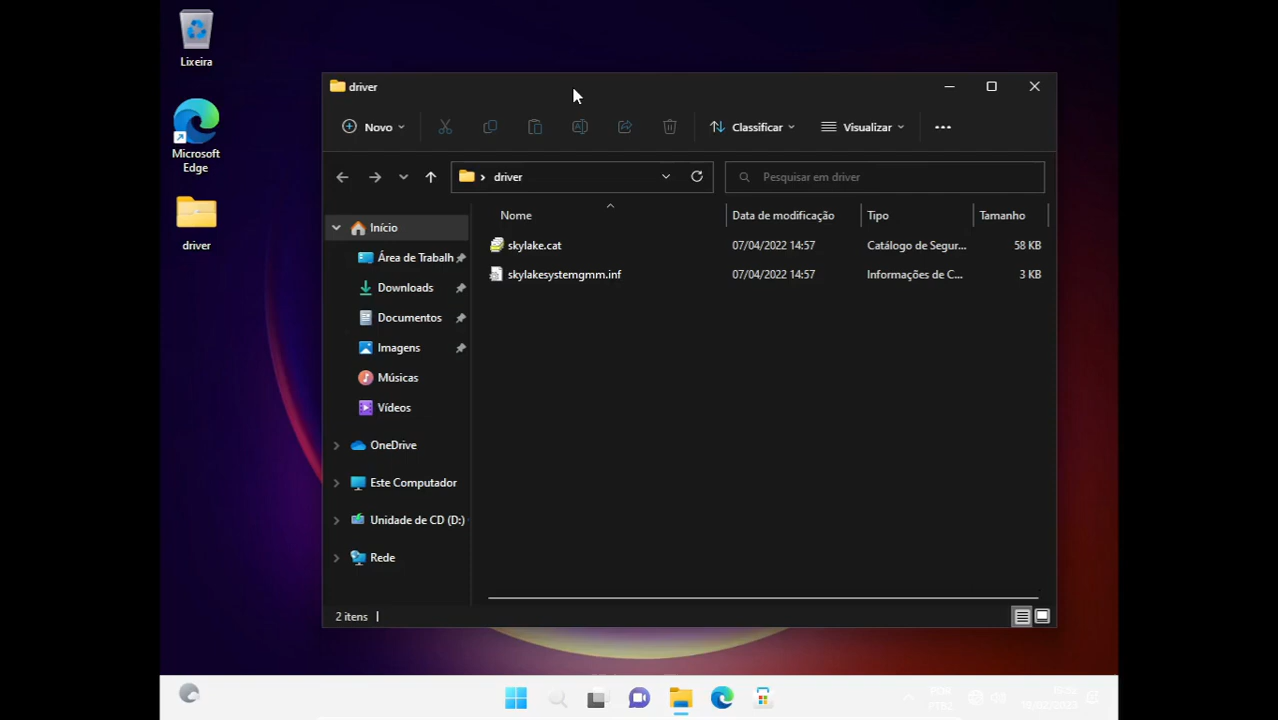 Lixeira
Microsoft
Edge
driver
driver
Novo
Classificar
Visualizar
driver
Pesquisar em driver
Nome
Data de modificação
Tipo
Tamanho
skylake.cat
07/04/2022 14:57
Catálogo de Segur...
58 KB
skylakesystemgmm.inf
07/04/2022 14:57
Informações de C...
3 KB
Início
Área de Trabalh
Downloads
Documentos
Imagens
Músicas
Vídeos
OneDrive
Este Computador
Unidade de CD (D:)
Rede
2 itens